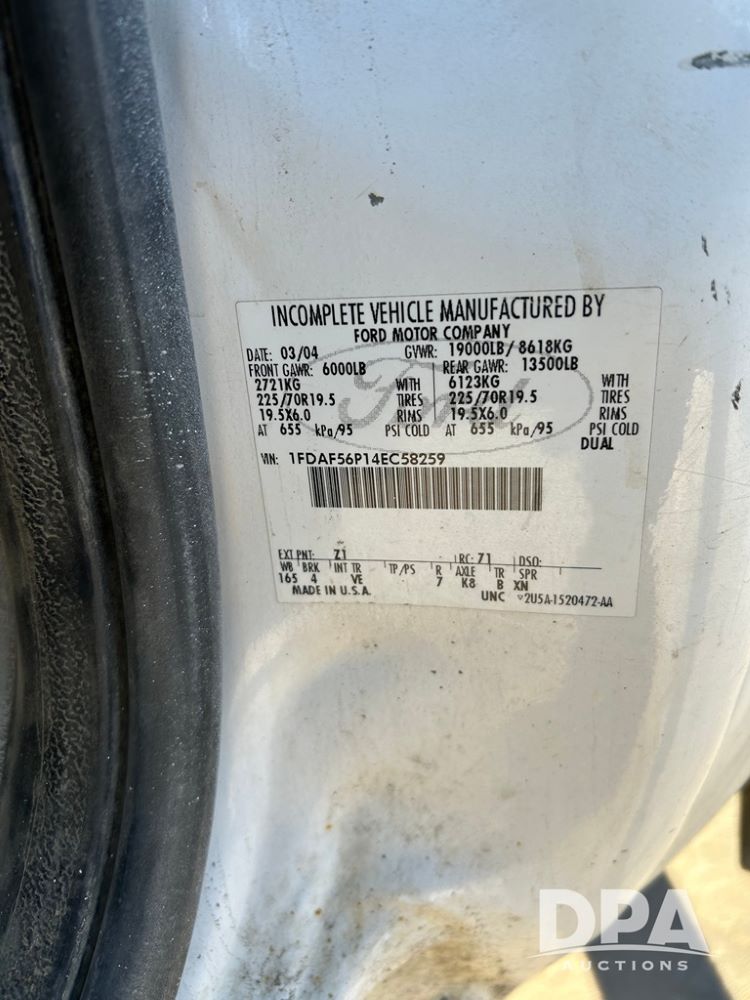 INCOMPLETE VEHICLE MANUFACTURED BY
FORD MOTOR COMPANY
DATE: 03/04 GVWR: 19000LB/ 8618KG
FRONT GAWR: 6000LB REAR GAWR: 13500LB
2721KG WITH 6123KG WITH
225/70R19.5 TIRES 225/70R19.5 TIRES
19.5X6.0 RIMS 19.5X6.0 RIMS
AT 655 kPa/95 PSI COLD AT 655 kPa/95 PSI COLD
DUAL
Ford
VIN: 1FDAF56P14EC58259
EXT PNT: Z1 RC: 71 DSO:
WB BRK INT TR TP/PS R AXLE TR SPR
165 4 VE 7 K8 B XN
MADE IN U.S.A. UNC 2U5A-1520472-AA
DPA
AUCTIONS